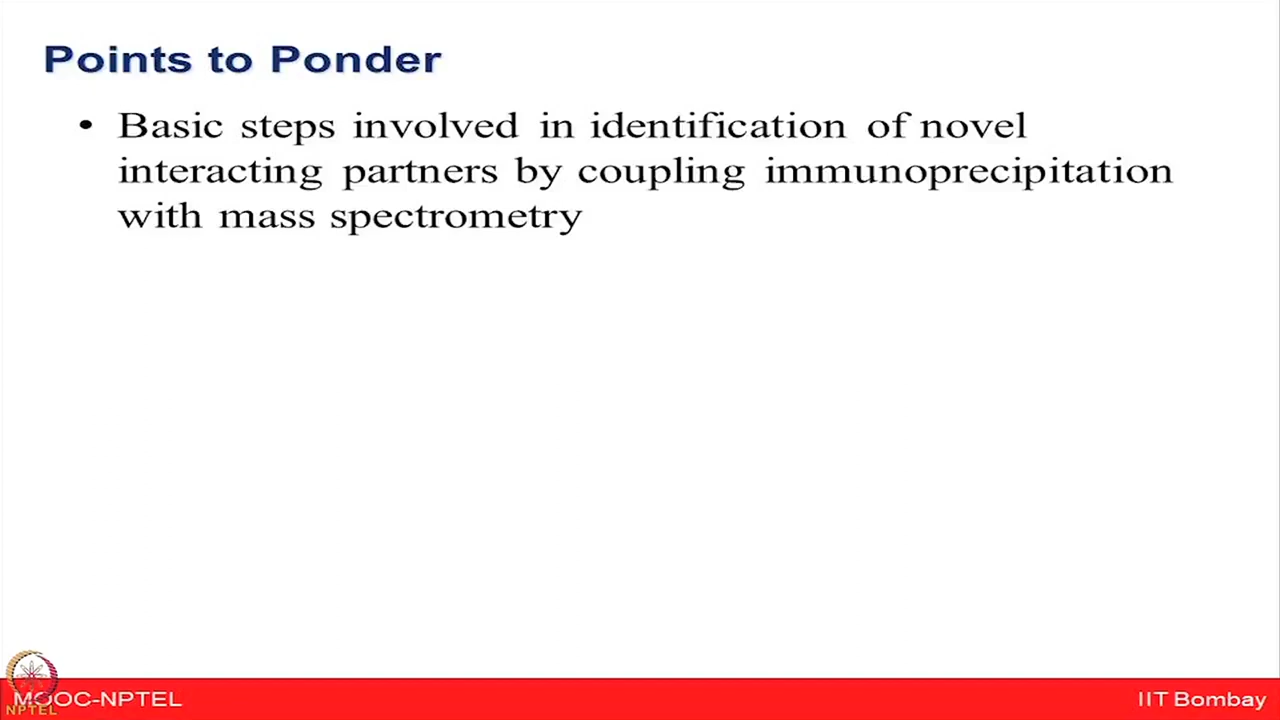 Points to Ponder
• Basic steps involved in identification of novel
interacting partners by coupling immunoprecipitation
with mass spectrometry
MOOC-NPTEL
NPTEL
IIT Bombay